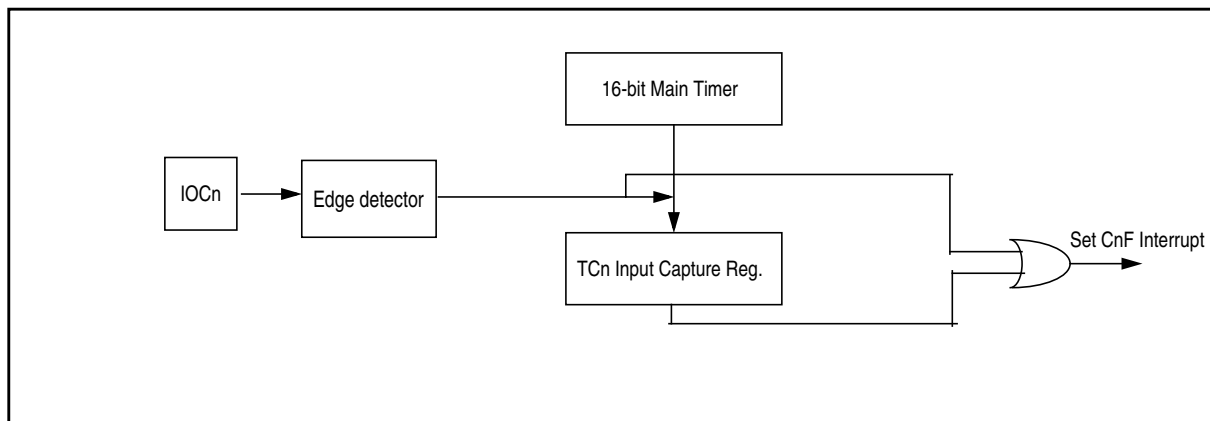 16-bit Main Timer
IOCn
Edge detector
TCn Input Capture Reg.
Set CnF Interrupt